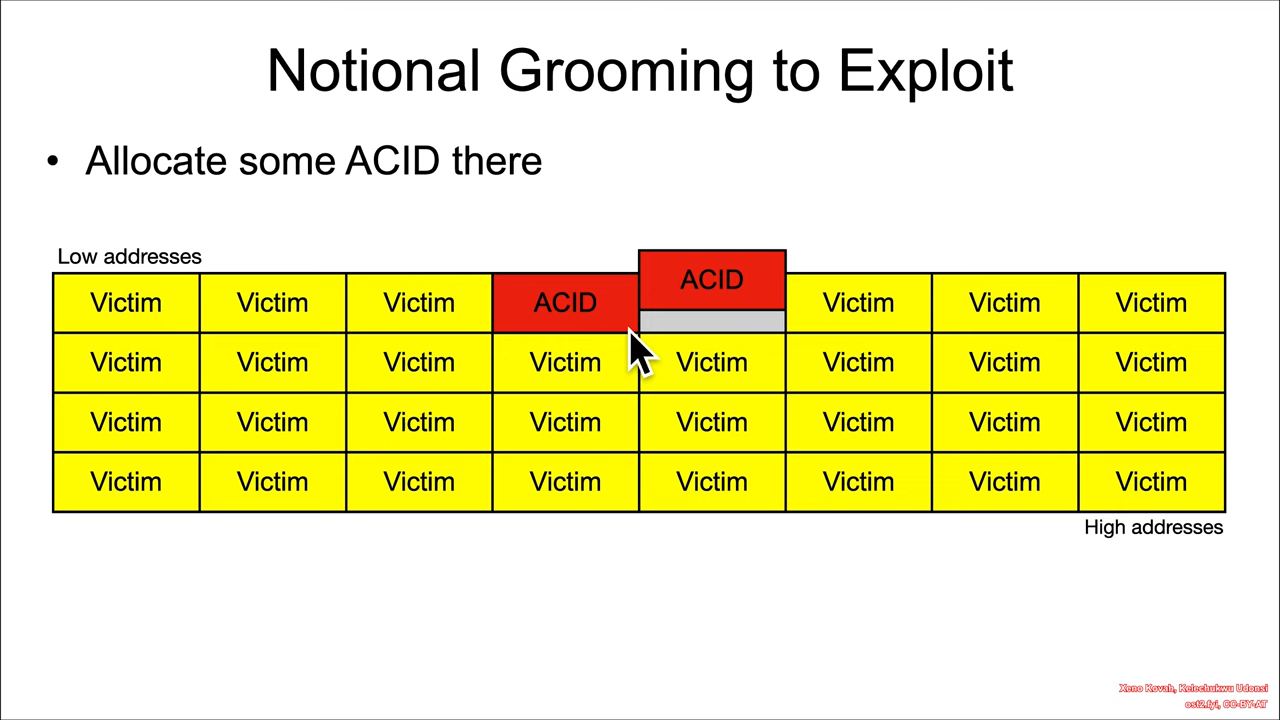 Notional Grooming to Exploit
• Allocate some ACID there
Low addresses
ACID
Victim Victim Victim ACID Victim Victim Victim
Victim Victim Victim Victim Victim Victim Victim Victim
Victim Victim Victim Victim Victim Victim Victim Victim
Victim Victim Victim Victim Victim Victim Victim Victim
High addresses
Xeno Kovah, Kelechukwu Udonsi
ost2.fyi, CC-BY-AT